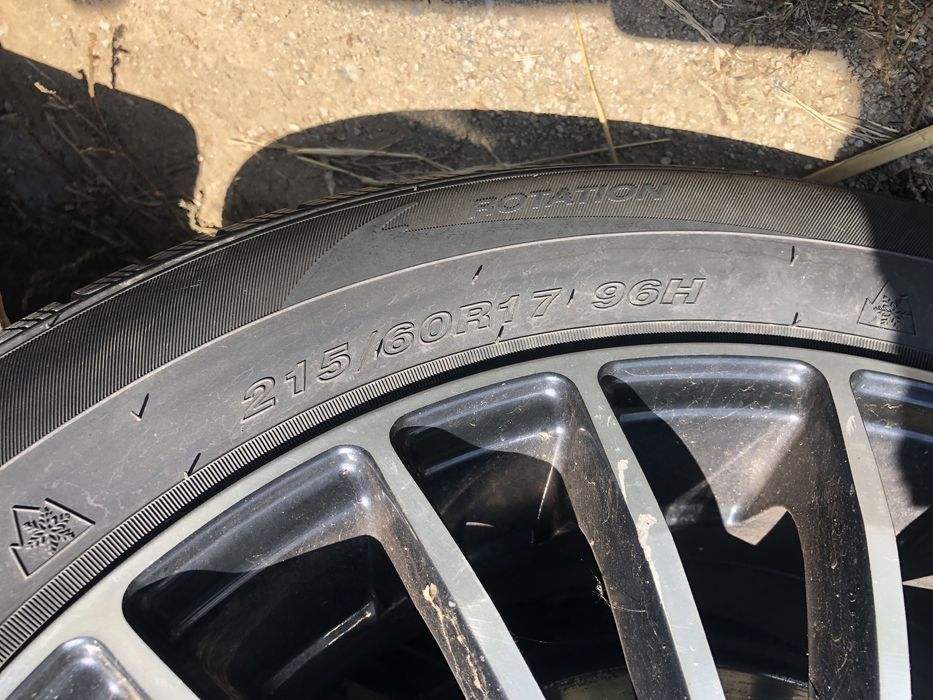 ROTATION
215/60R17 96H